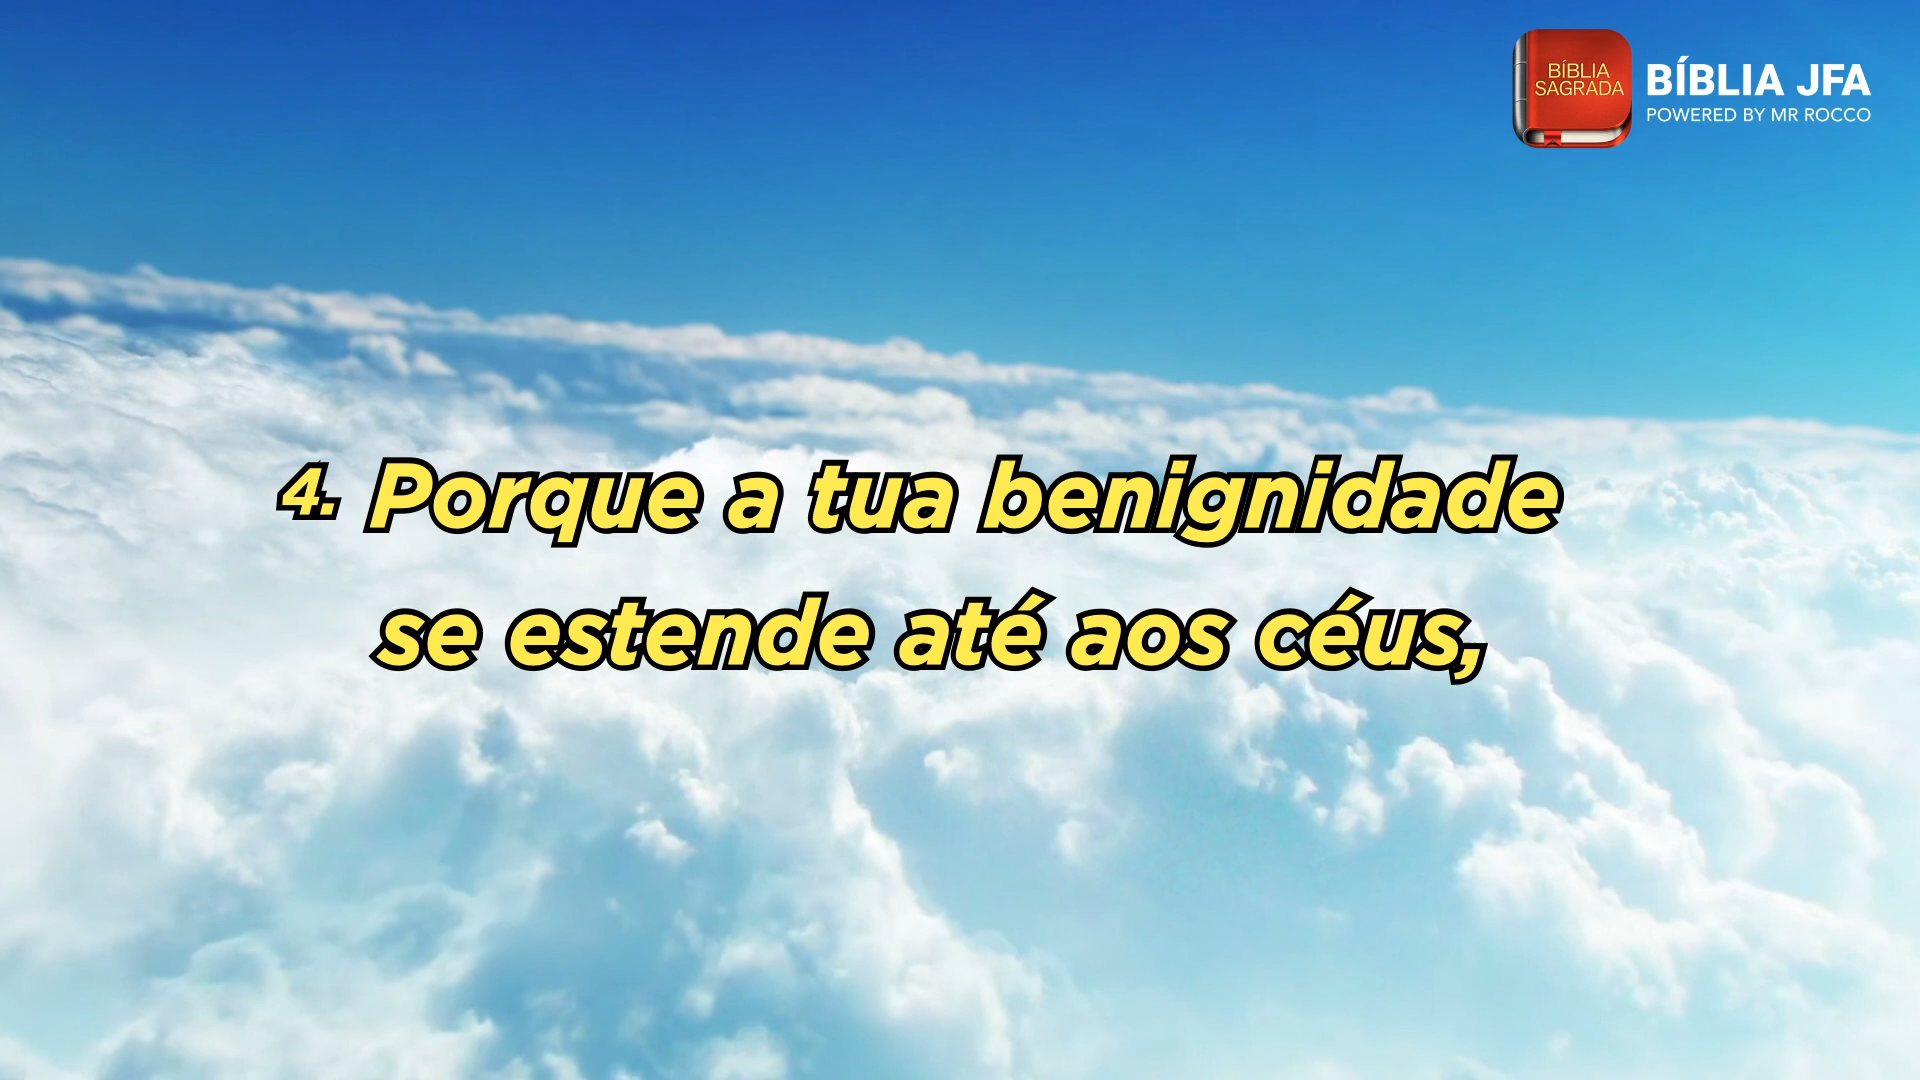 BÍBLIA
SAGRADA
BÍBLIA JFA
POWERED BY MR ROCCO
4. Porque a tua benignidade
se estende até aos céus,